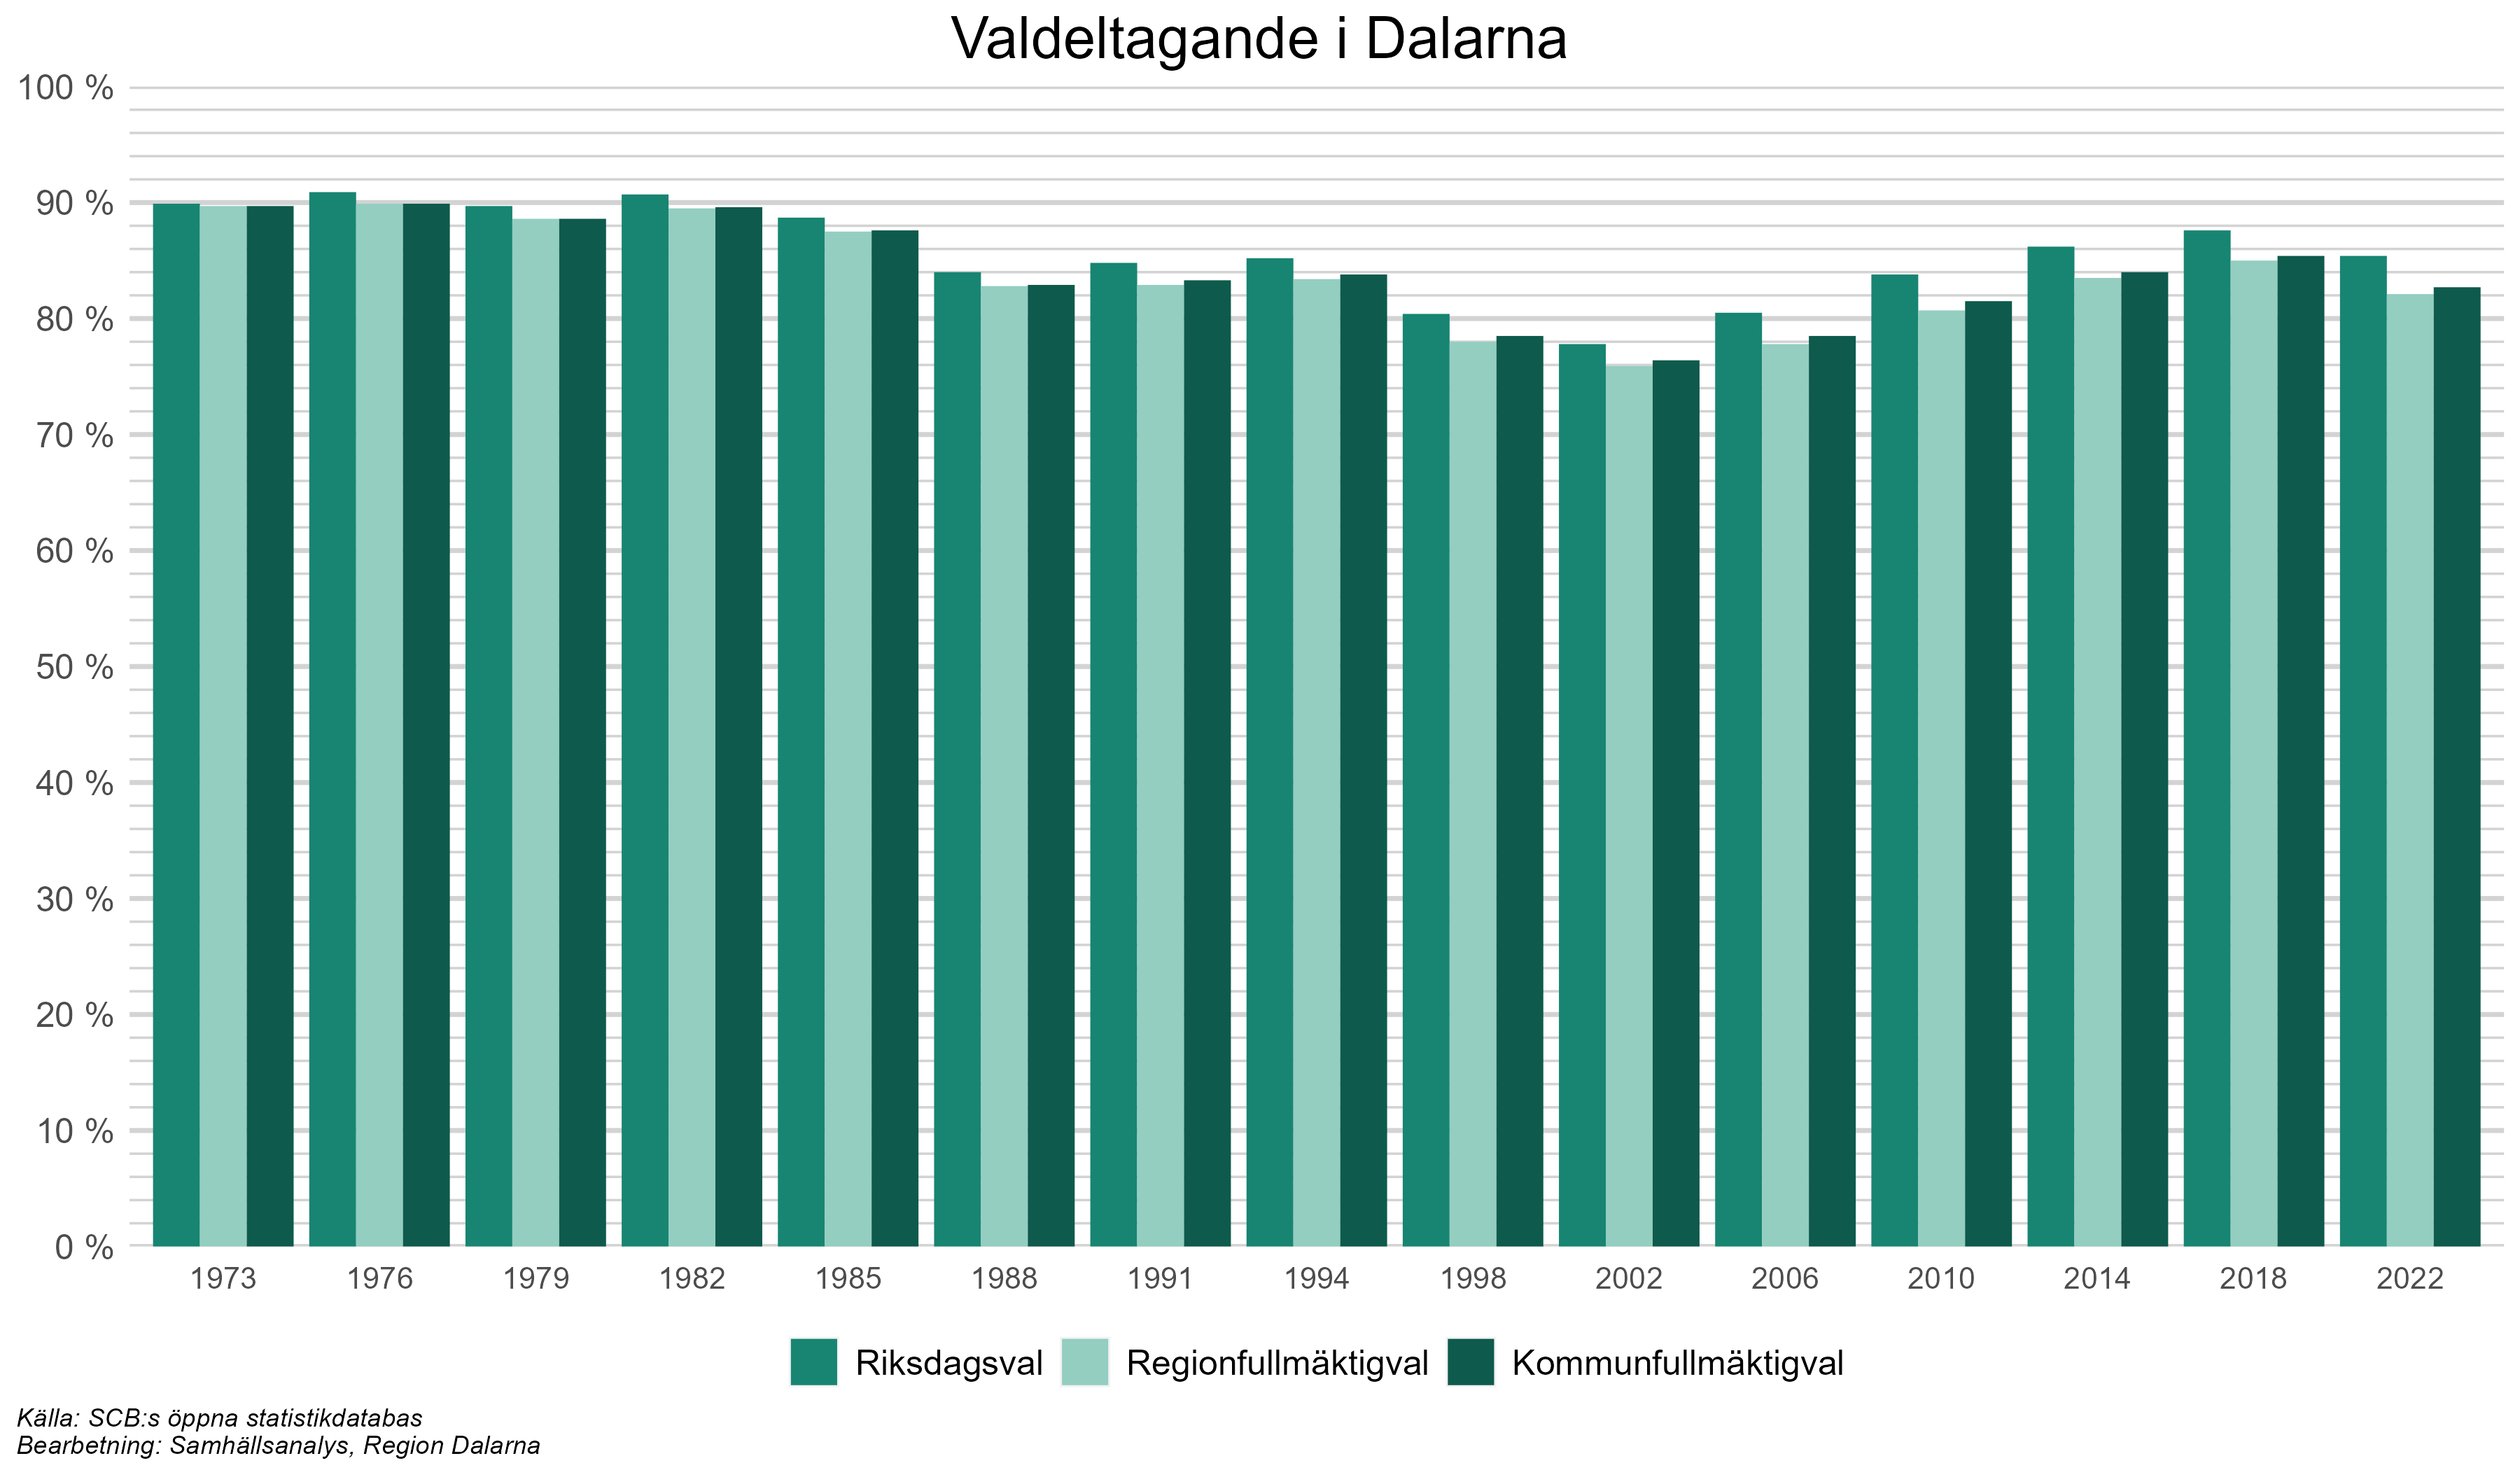 Valdeltagande i Dalarna
100 %
90 %
80 %
70 %
60 %
50 %
40 %
30 %
20 %
10 %
0 %
1973 1976 1979 1982 1985 1988 1991 1994 1998 2002 2006 2010 2014 2018 2022
Riksdagsval Regionfullmäktigval Kommunfullmäktigval
Källa: SCB:s öppna statistikdatabas
Bearbetning: Samhällsanalys, Region Dalarna